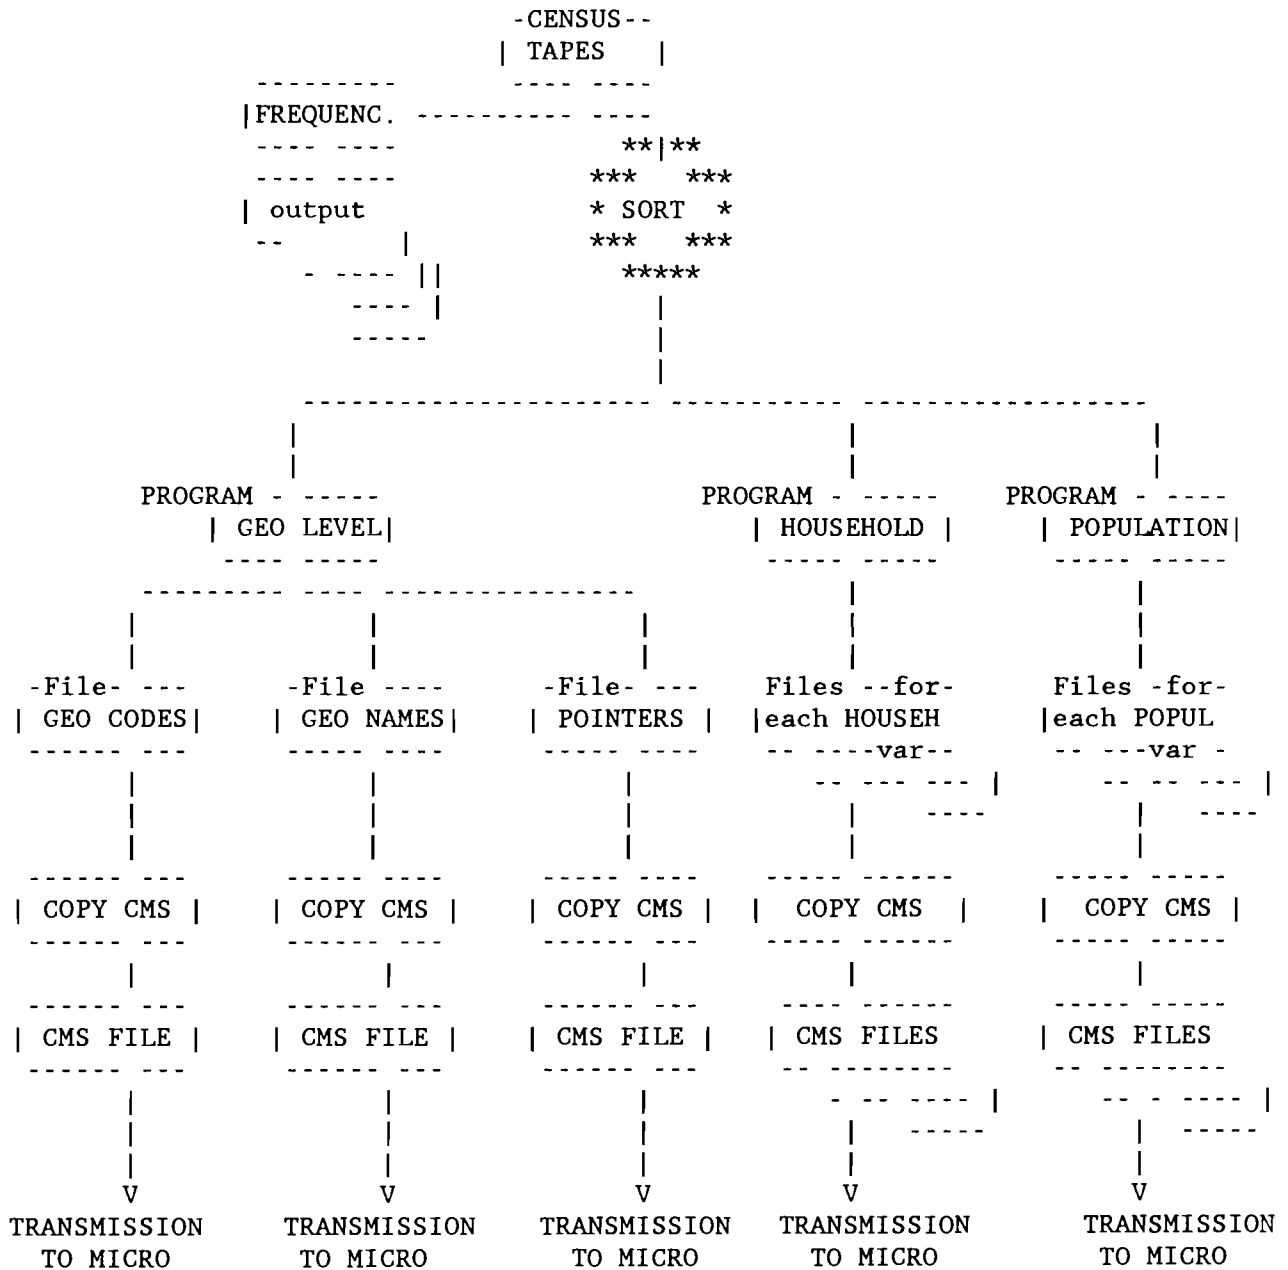 CENSUS
TAPES
FREQUENC.
output
SORT
PROGRAM PROGRAM PROGRAM
GEO LEVEL HOUSEHOLD POPULATION
File File File Files for Files for
GEO CODES GEO NAMES POINTERS each HOUSEH each POPUL
var var
COPY CMS COPY CMS COPY CMS COPY CMS COPY CMS
CMS FILE CMS FILE CMS FILE CMS FILES CMS FILES
V V V V V
TRANSMISSION TRANSMISSION TRANSMISSION TRANSMISSION TRANSMISSION
TO MICRO TO MICRO TO MICRO TO MICRO TO MICRO